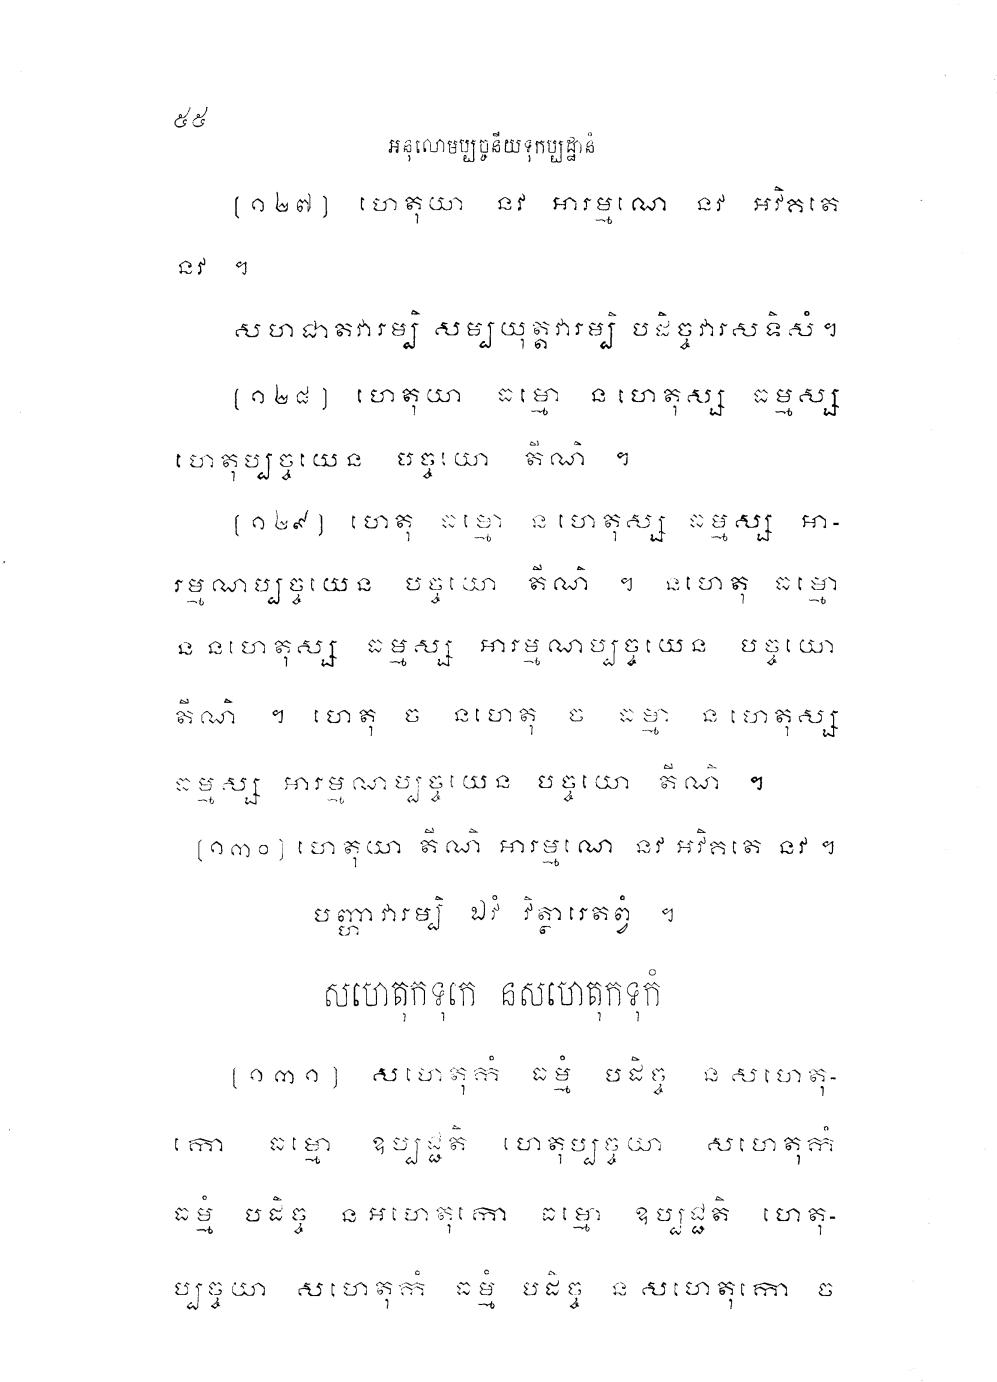 ៥៥
អនុលោមប្បច្ចនីយទុកប្បដ្ឋានំ
(១២៧) ហេតុយា នវ អារម្មណេ នវ អវិគតេ
នវ ។
សហជាតវារម្បិ សម្បយុត្តវារម្បិ បដិច្ចវារសទិសំ។
(១២៨) ហេតុយា ធម្មោ នហេតុស្ស ធម្មស្ស
ហេតុប្បច្ចយេន បច្ចយោ តីណិ ។
(១២៩) ហេតុ ធម្មោ នហេតុស្ស ធម្មស្ស អា-
រម្មណប្បច្ចយេន បច្ចយោ តីណិ ។ នហេតុ ធម្មោ
ន នហេតុស្ស ធម្មស្ស អារម្មណប្បច្ចយេន បច្ចយោ
តីណិ ។ ហេតុ ច នហេតុ ច ធម្មា នហេតុស្ស
ធម្មស្ស អារម្មណប្បច្ចយេន បច្ចយោ តីណិ ។
(១៣០) ហេតុយា តីណិ អារម្មណេ នវ អវិគតេ នវ ។
បញ្ហាវារម្បិ ឯវំ វិត្ថារេតព្វំ ។
សហេតុកទុកេ នសហេតុកទុកំ
(១៣១) សហេតុកំ ធម្មំ បដិច្ច នសហេតុ-
កោ ធម្មោ ឧប្បជ្ជតិ ហេតុប្បច្ចយា សហេតុកំ
ធម្មំ បដិច្ច នអហេតុកោ ធម្មោ ឧប្បជ្ជតិ ហេតុ-
ប្បច្ចយា សហេតុកំ ធម្មំ បដិច្ច នសហេតុកោ ច